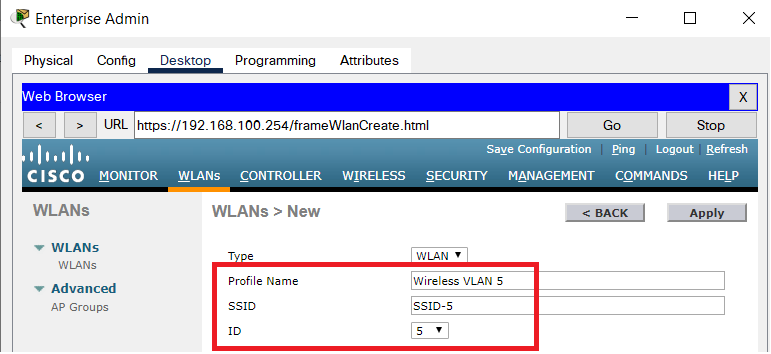 Enterprise Admin
Physical Config Desktop Programming Attributes
Web Browser X
< > URL https://192.168.100.254/frameWlanCreate.html Go Stop
Save Configuration Ping Logout Refresh
CISCO MONITOR WLANs CONTROLLER WIRELESS SECURITY MANAGEMENT COMMANDS HELP
WLANs WLANs > New < BACK Apply
WLANs
WLANs
Advanced
AP Groups
Type WLAN
Profile Name Wireless VLAN 5
SSID SSID-5
ID 5